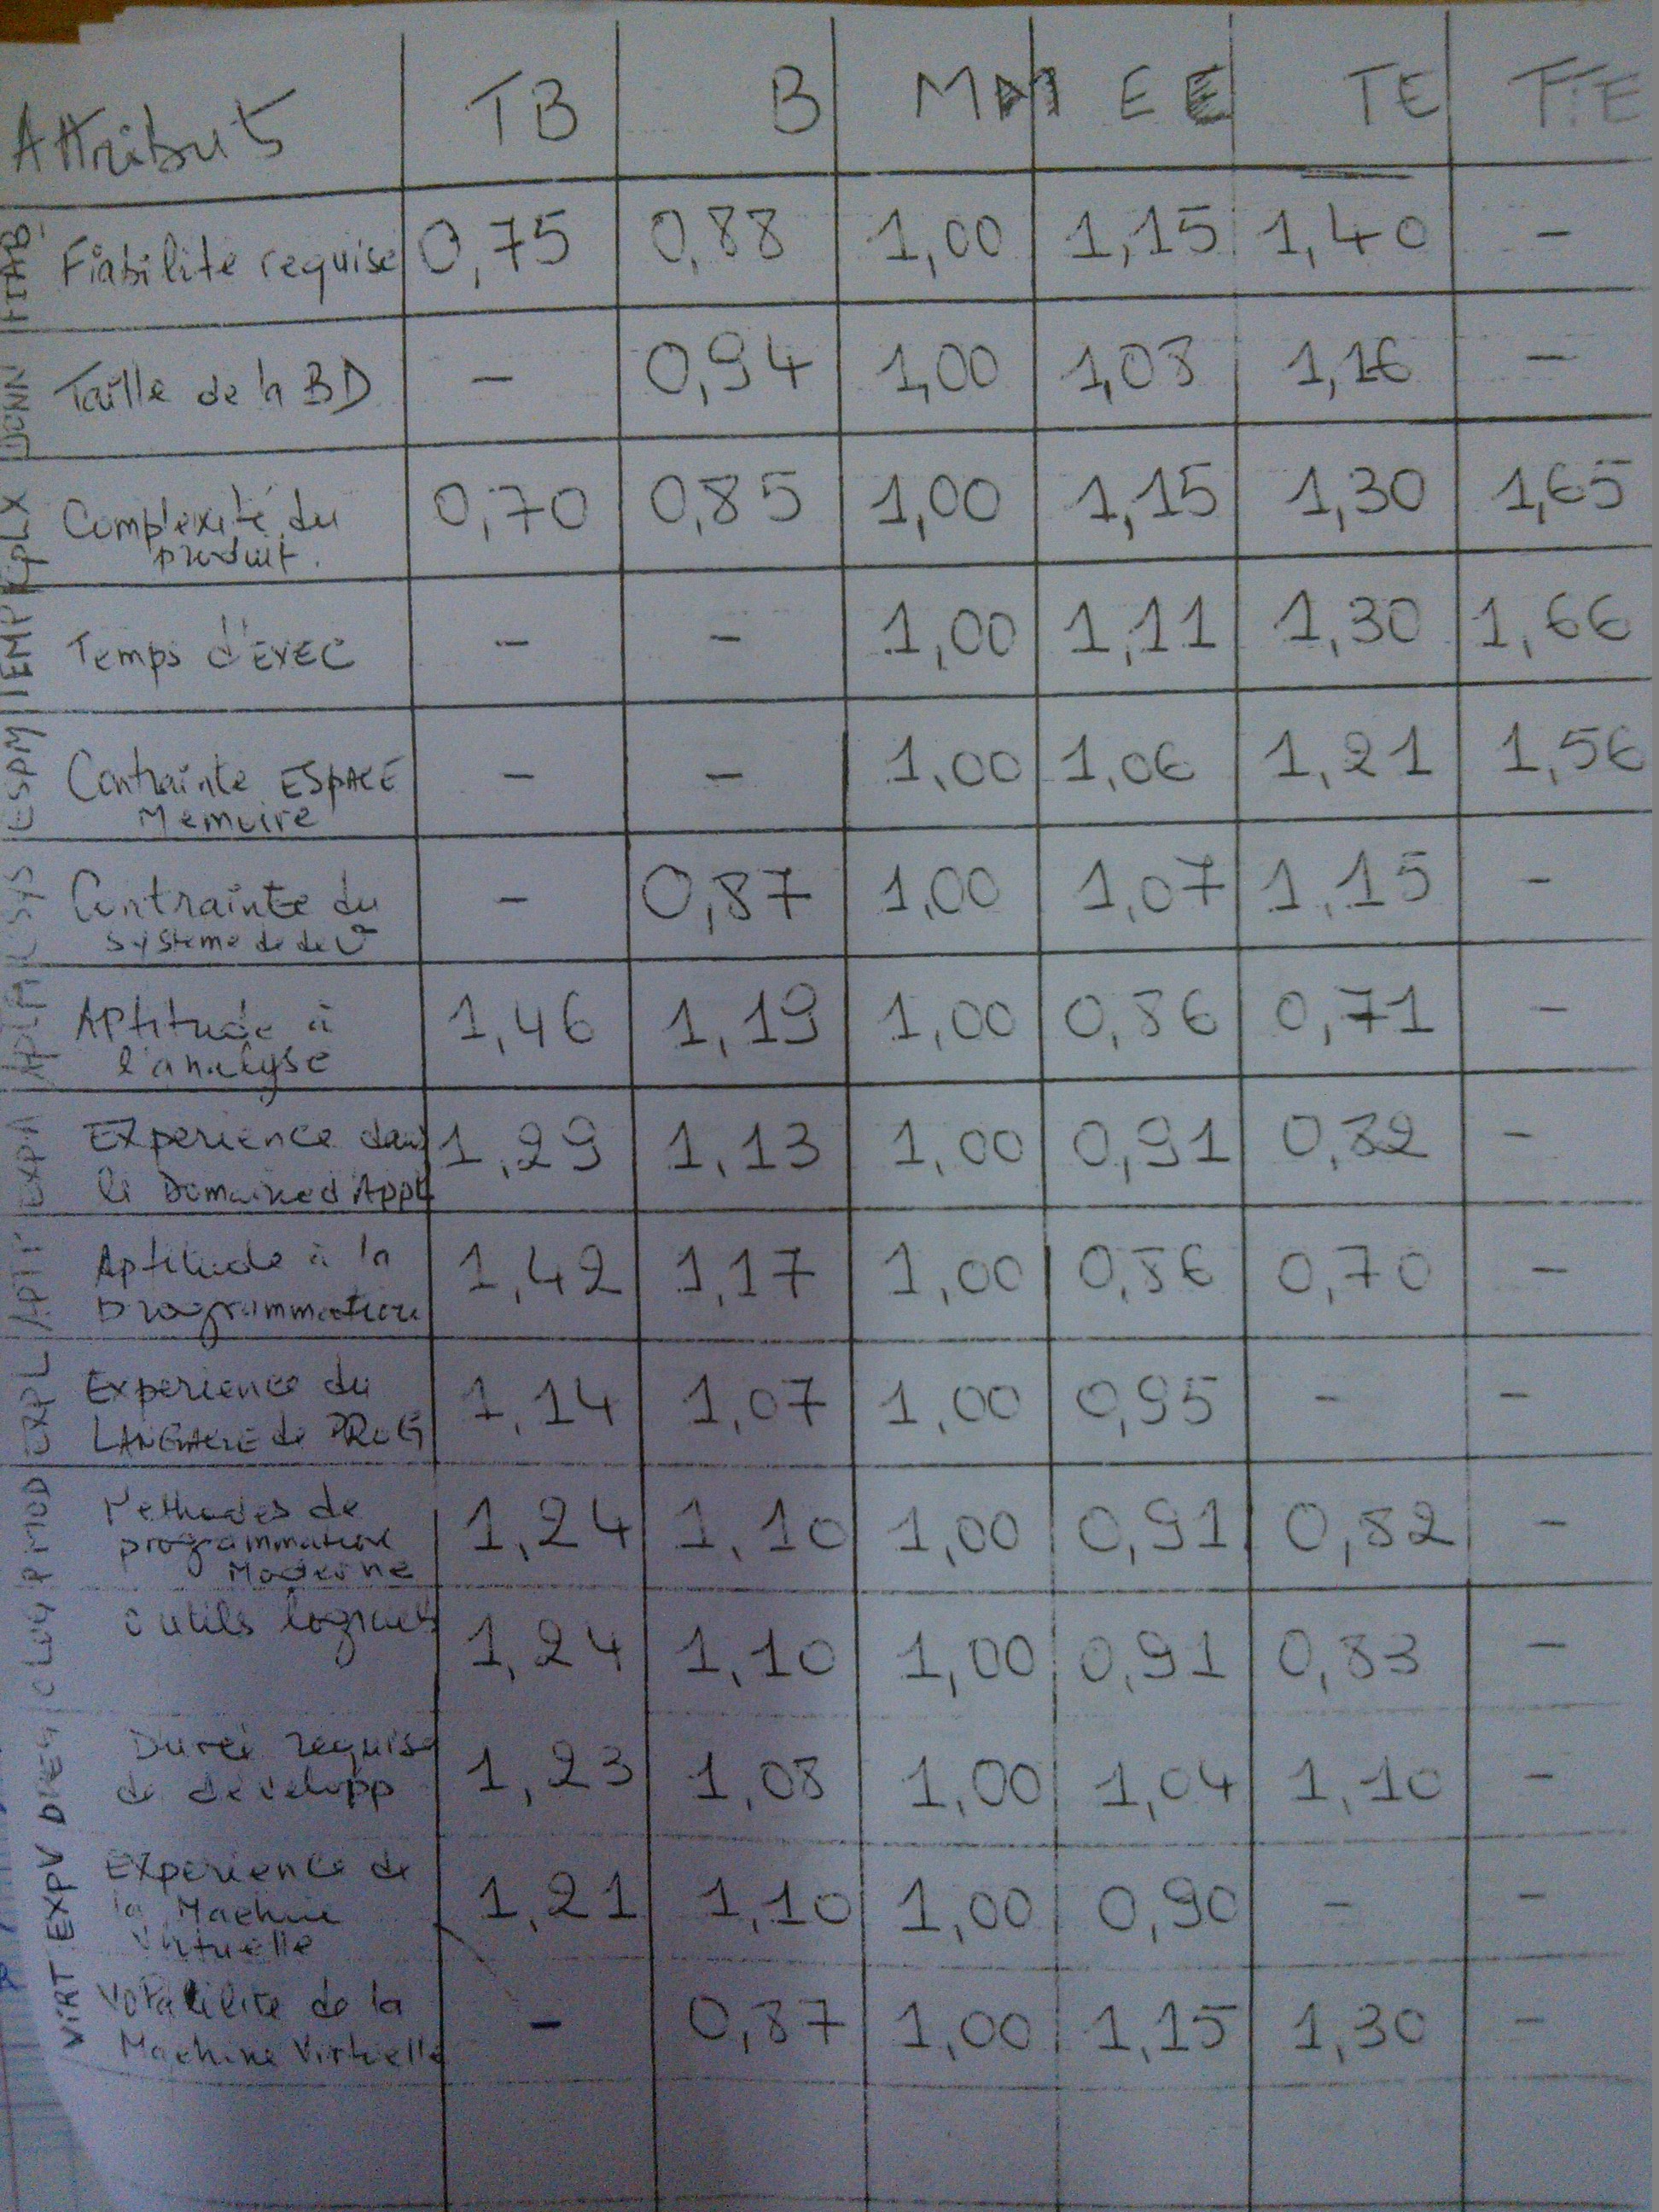 Attribut TB B M M E E TE TTE
Fiabilite requise 0,75 0,88 1,00 1,15 1,40 -
Taille de la BD - 0,94 1,00 1,08 1,16 -
Complexité du 0,70 0,85 1,00 1,15 1,30 1,65
produit.
Temps d'EXEC - - 1,00 1,11 1,30 1,66
Contrainte ESPACE - - 1,00 1,06 1,21 1,56
Memoire
Contrainte du - 0,87 1,00 1,07 1,15 -
Systeme de dev
APtitude à 1,46 1,19 1,00 0,86 0,71 -
l'analyse
EXperience dans 1,29 1,13 1,00 0,91 0,82 -
le Domaine d'Appli
Aptitude à la 1,42 1,17 1,00 0,86 0,70 -
programmation
Experience du 1,14 1,07 1,00 0,95 - -
LANGAGE de PROG
Methodes de 1,24 1,10 1,00 0,91 0,82 -
programmation
Moderne
Outils logiciels 1,24 1,10 1,00 0,91 0,83 -
Durée requise 1,23 1,08 1,00 1,04 1,10 -
de developp
EXperience de 1,21 1,10 1,00 0,90 - -
la Machine
Virtuelle
Volatilite de la - 0,87 1,00 1,15 1,30 -
Machine Virtuelle
FIAB
DONN
CPLX
TEMP
ESPM
SYS
APTA
EXPA
APTP
EXPL
PMOD
OLOG
DREQ
EXPV
VIRT